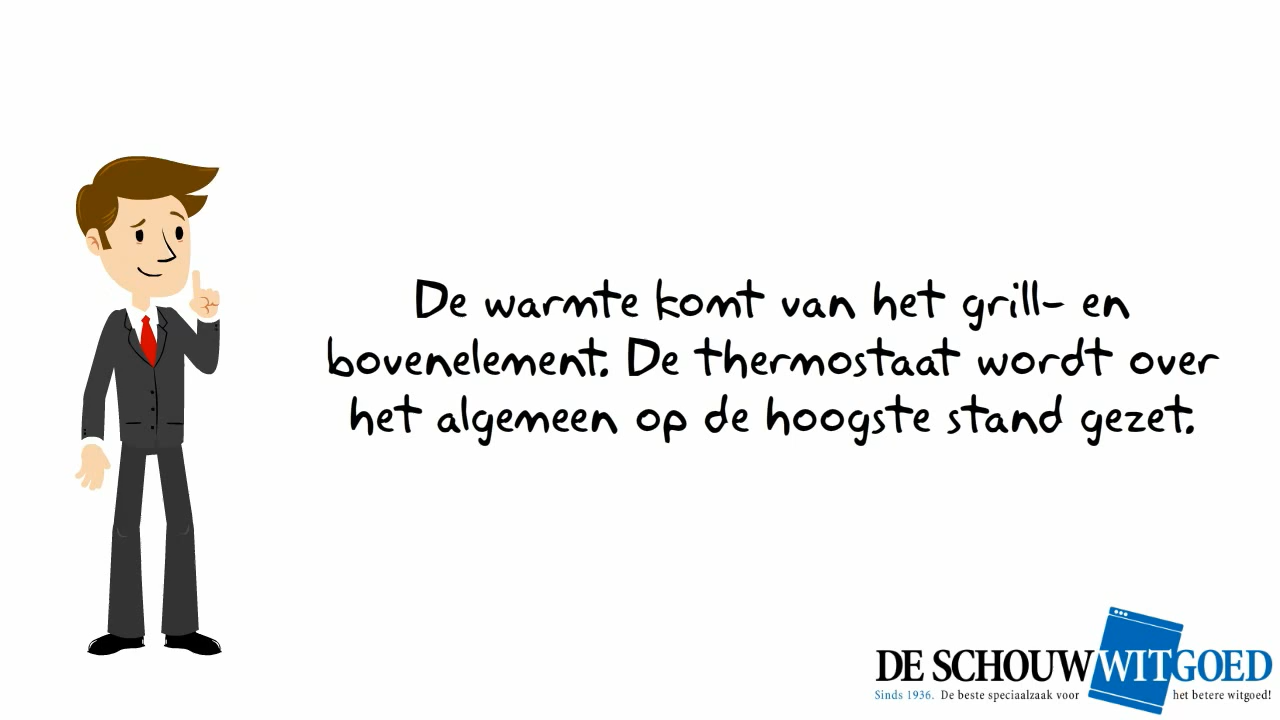 De warmte komt van het grill- en
bovenelement. De thermostaat wordt over
het algemeen op de hoogste stand gezet.
DE SCHOUW WITGOED
Sinds 1936. De beste speciaalzaak voor het betere witgoed!